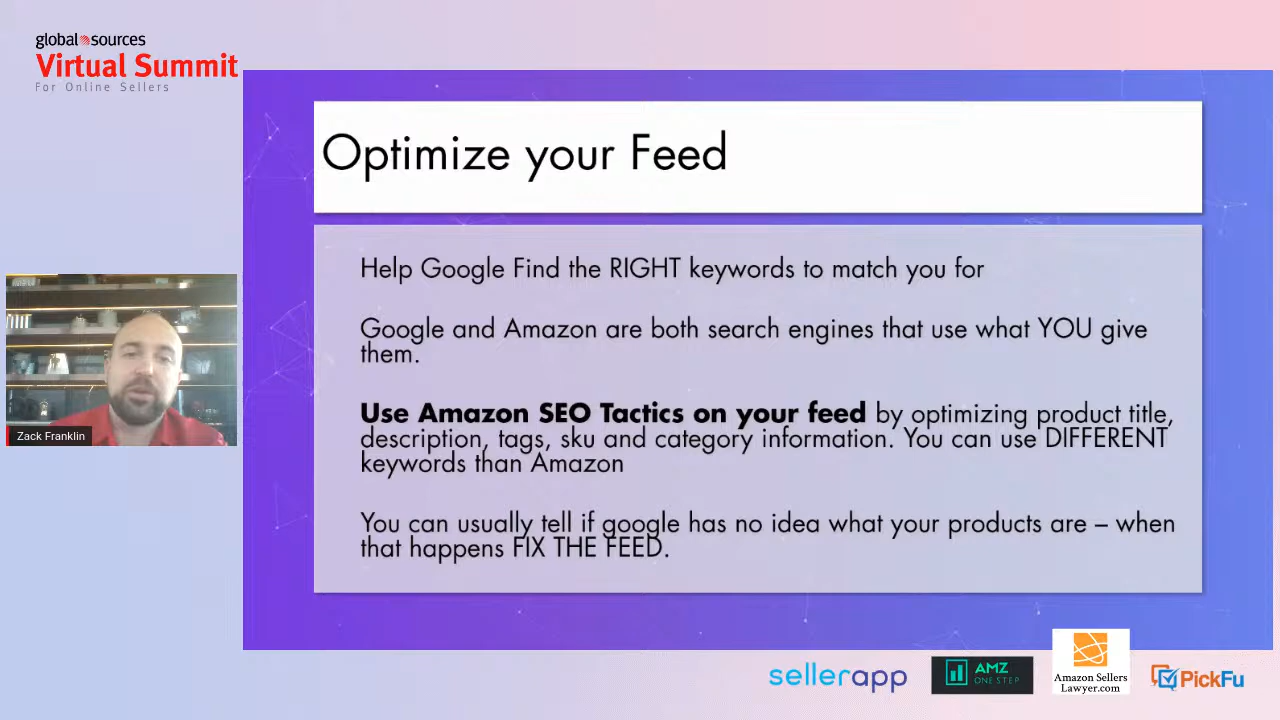 global sources
Virtual Summit
For Online Sellers
Optimize your Feed
Help Google Find the RIGHT keywords to match you for
Google and Amazon are both search engines that use what YOU give
them.
Use Amazon SEO Tactics on your feed by optimizing product title,
description, tags, sku and category information. You can use DIFFERENT
keywords than Amazon
You can usually tell if google has no idea what your products are – when
that happens FIX THE FEED.
Zack Franklin
sellerapp
AMZ
ONE STEP
Amazon Sellers
Lawyer.com
PickFu